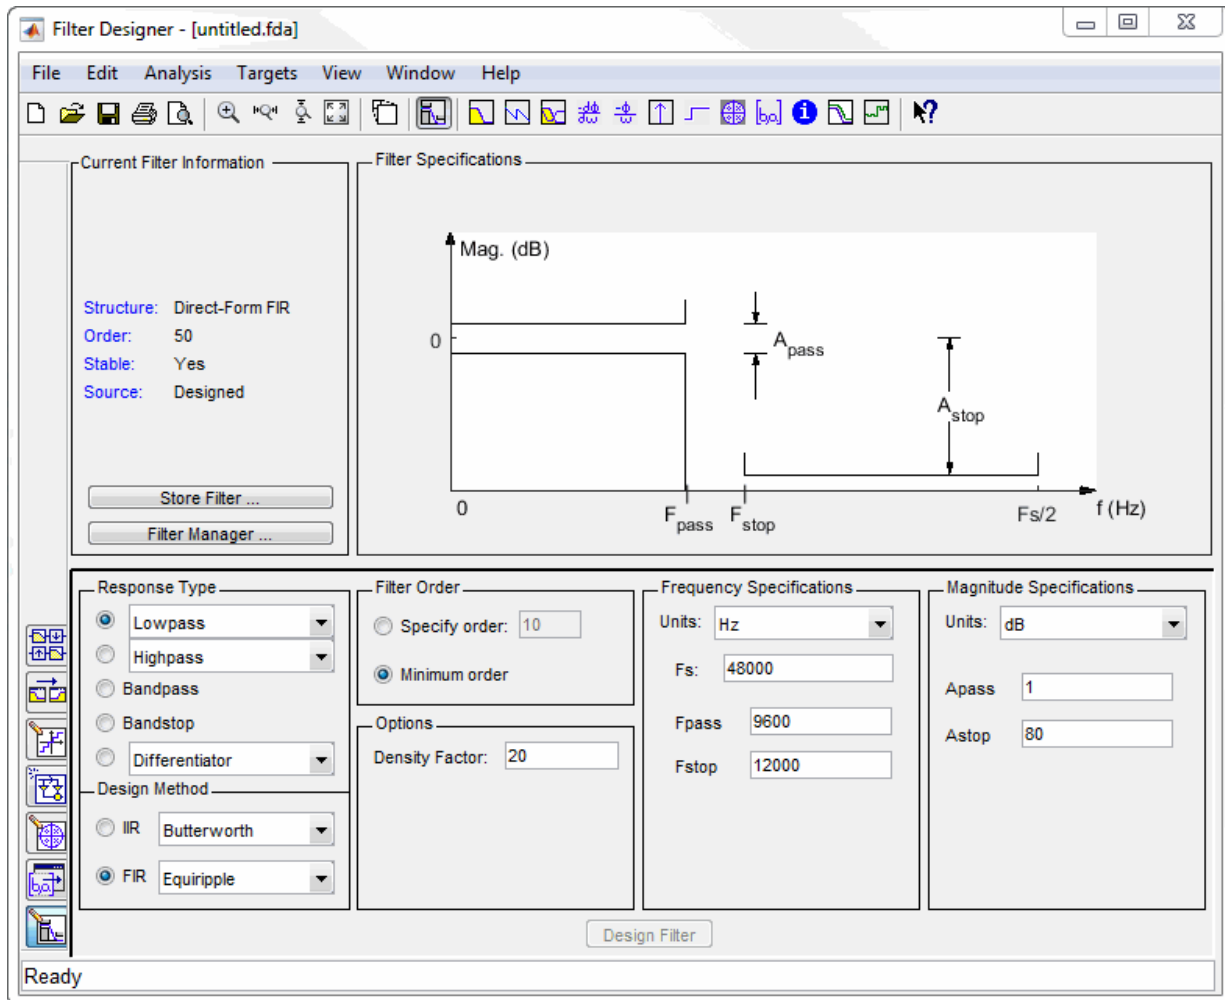 Filter Designer - [untitled.fda]
File Edit Analysis Targets View Window Help
Current Filter Information
Structure: Direct-Form FIR
Order: 50
Stable: Yes
Source: Designed
Store Filter ...
Filter Manager ...
Filter Specifications
Mag. (dB)
0
A pass
A stop
0
F pass
F stop
Fs/2
f (Hz)
Response Type
Lowpass
Highpass
Bandpass
Bandstop
Differentiator
Design Method
IIR Butterworth
FIR Equiripple
Filter Order
Specify order: 10
Minimum order
Options
Density Factor: 20
Frequency Specifications
Units: Hz
Fs: 48000
Fpass 9600
Fstop 12000
Magnitude Specifications
Units: dB
Apass 1
Astop 80
Design Filter
Ready